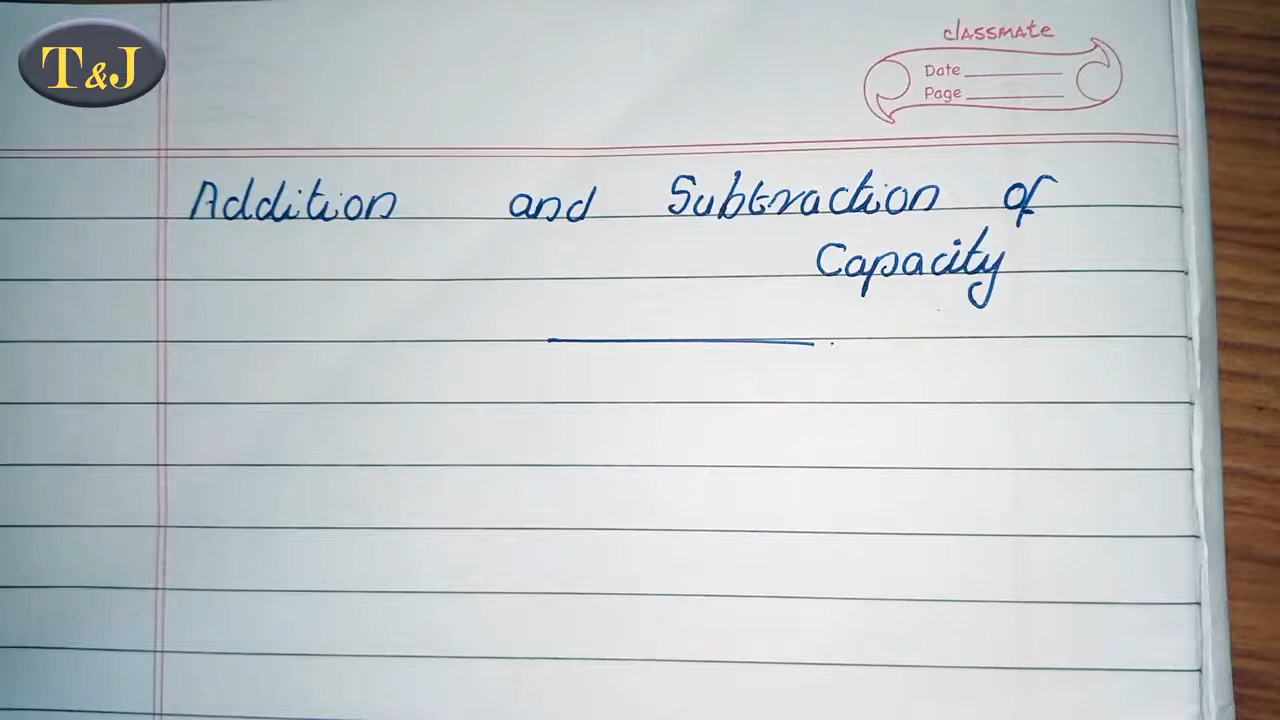 T&J
classmate
Date
Page
Addition and Subtraction of
Capacity